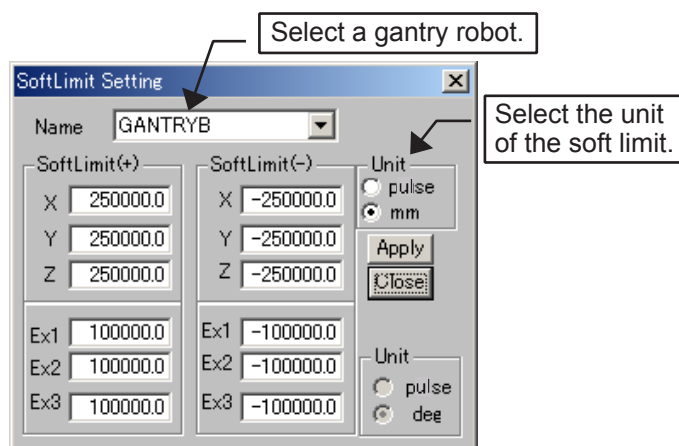 Select a gantry robot.
SoftLimit Setting
Name GANTRYB
Select the unit
of the soft limit.
SoftLimit(+) SoftLimit(-) Unit
X 250000.0 X -250000.0 pulse
mm
Y 250000.0 Y -250000.0 Apply
Z 250000.0 Z -250000.0 Close
Ex1 100000.0 Ex1 -100000.0
Ex2 100000.0 Ex2 -100000.0 Unit
pulse
Ex3 100000.0 Ex3 -100000.0 deg